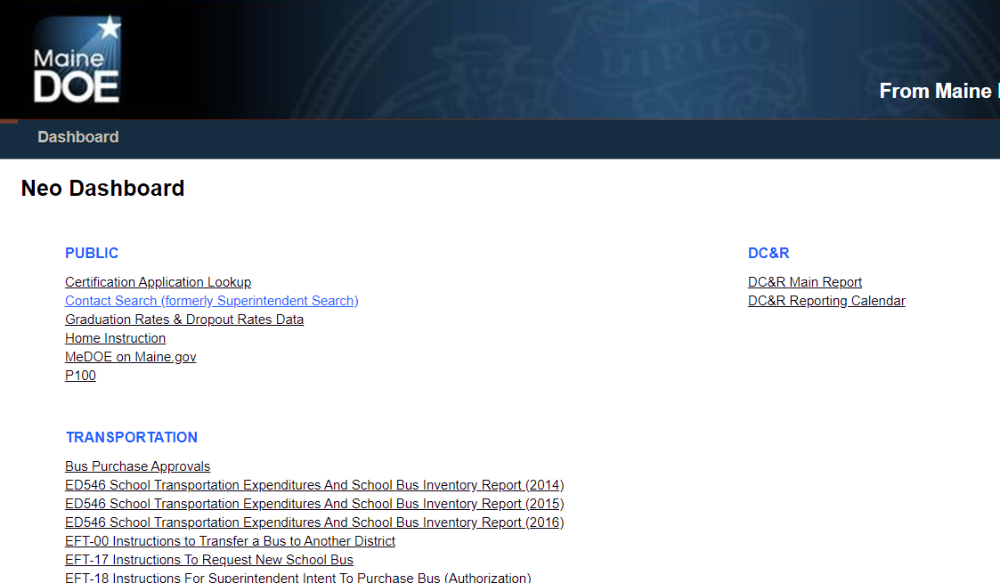 Maine
DOE
DIRIGO
From Maine
Dashboard
Neo Dashboard
PUBLIC
Certification Application Lookup
Contact Search (formerly Superintendent Search)
Graduation Rates & Dropout Rates Data
Home Instruction
MeDOE on Maine.gov
P100
DC&R
DC&R Main Report
DC&R Reporting Calendar
TRANSPORTATION
Bus Purchase Approvals
ED546 School Transportation Expenditures And School Bus Inventory Report (2014)
ED546 School Transportation Expenditures And School Bus Inventory Report (2015)
ED546 School Transportation Expenditures And School Bus Inventory Report (2016)
EFT-00 Instructions to Transfer a Bus to Another District
EFT-17 Instructions To Request New School Bus
EFT-18 Instructions For Superintendent Intent To Purchase Bus (Authorization)